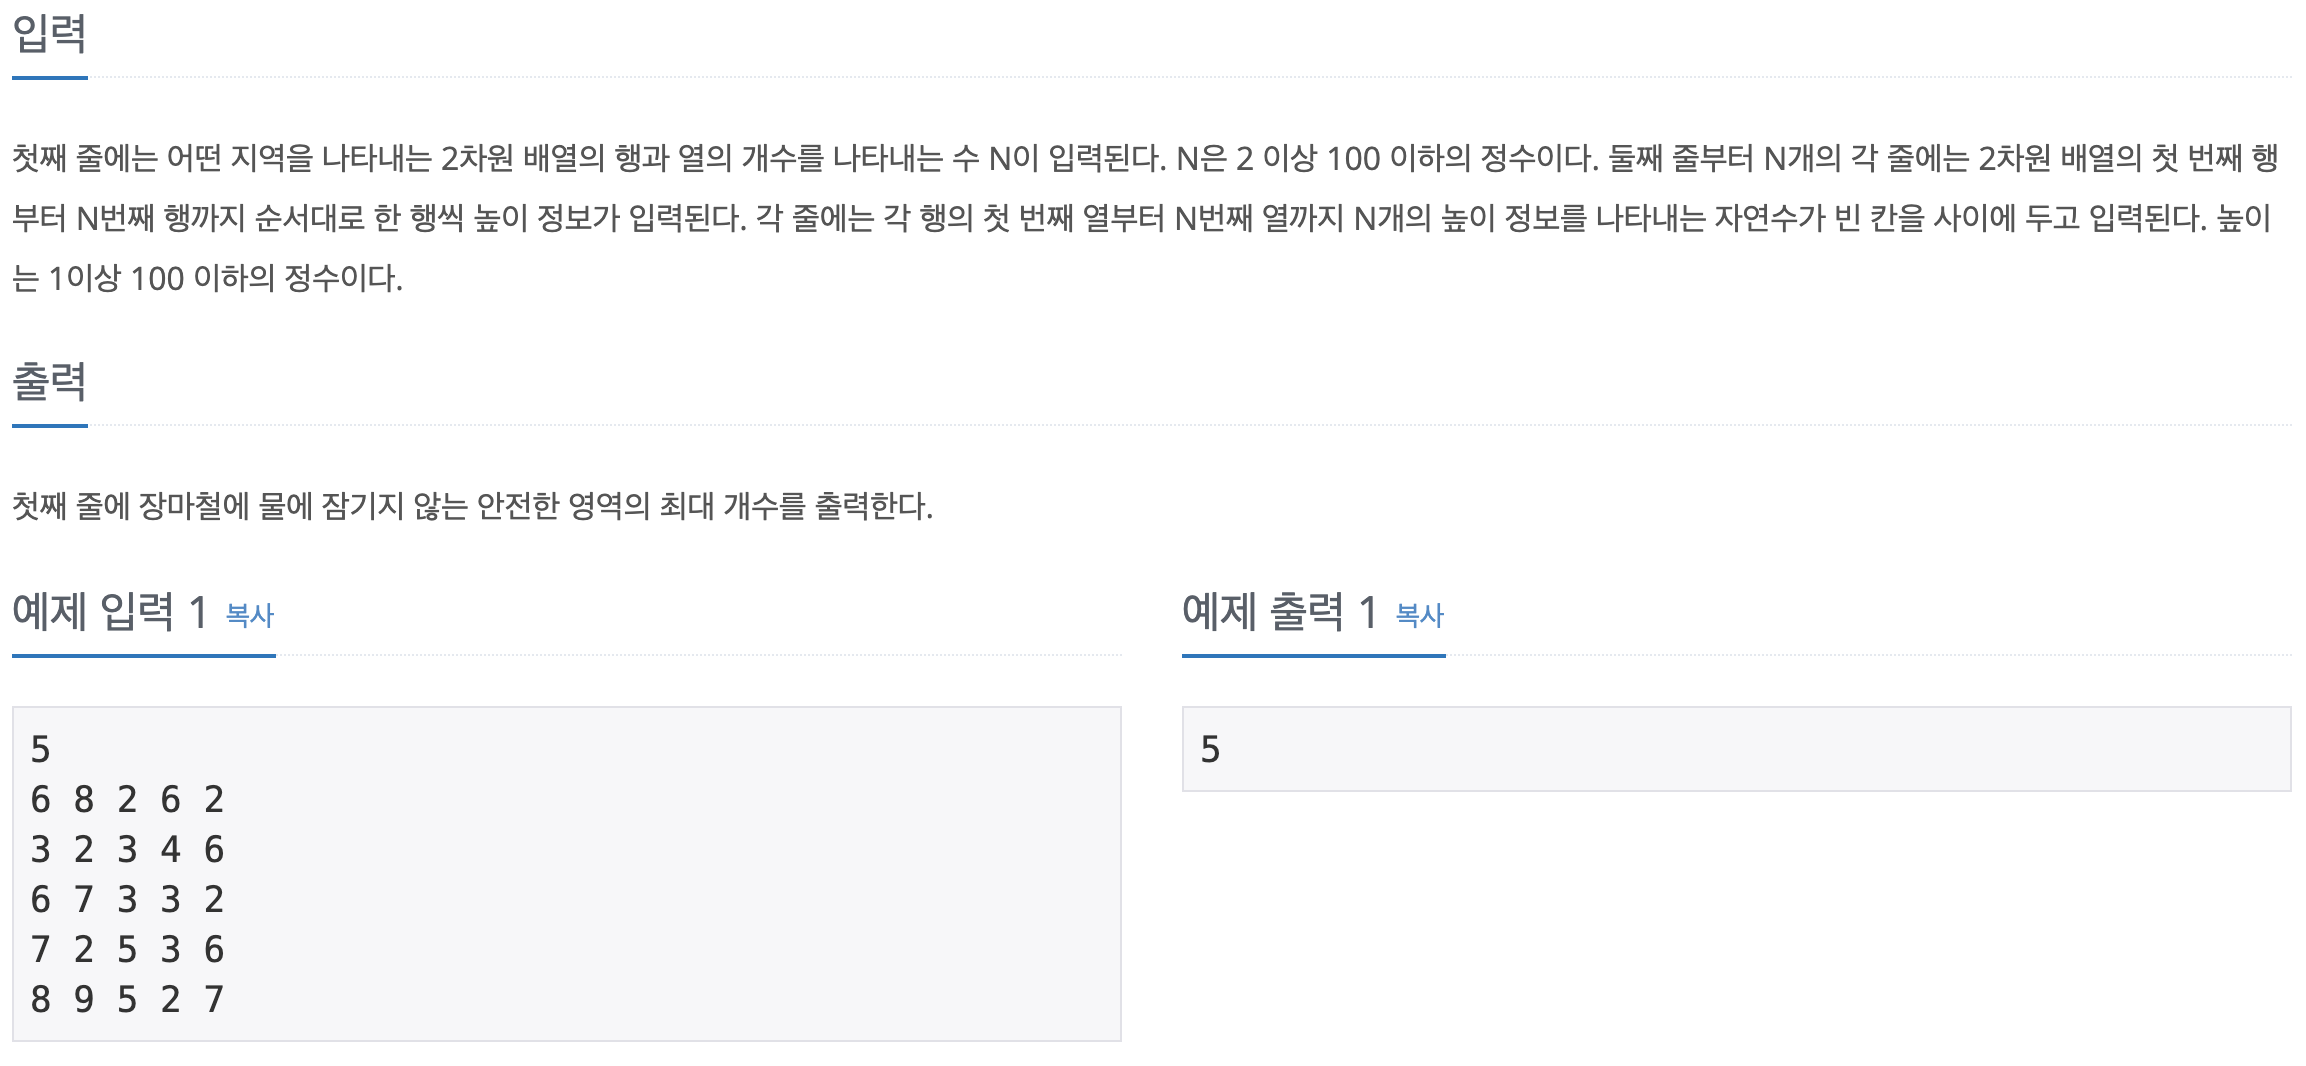 입력
첫째 줄에는 어떤 지역을 나타내는 2차원 배열의 행과 열의 개수를 나타내는 수 N이 입력된다. N은 2 이상 100 이하의 정수이다. 둘째 줄부터 N개의 각 줄에는 2차원 배열의 첫 번째 행
부터 N번째 행까지 순서대로 한 행씩 높이 정보가 입력된다. 각 줄에는 각 행의 첫 번째 열부터 N번째 열까지 N개의 높이 정보를 나타내는 자연수가 빈 칸을 사이에 두고 입력된다. 높이
는 1이상 100 이하의 정수이다.
출력
첫째 줄에 장마철에 물에 잠기지 않는 안전한 영역의 최대 개수를 출력한다.
예제 입력 1 복사
5
6 8 2 6 2
3 2 3 4 6
6 7 3 3 2
7 2 5 3 6
8 9 5 2 7
예제 출력 1 복사
5